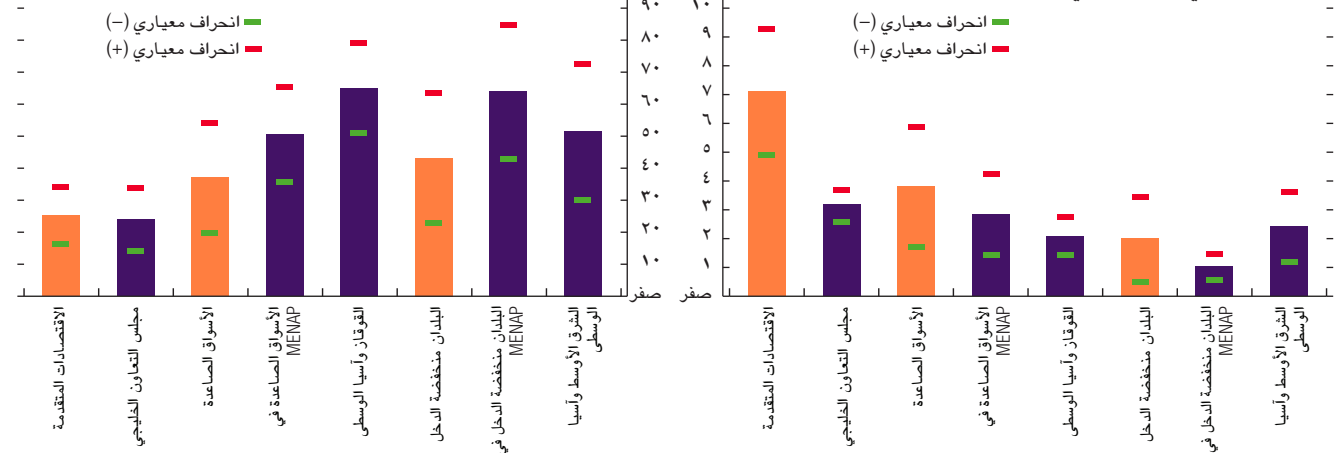 انحراف معياري (–)
انحراف معياري (+)
٩٠
٨٠
٧٠
٦٠
٥٠
٤٠
٣٠
٢٠
١٠
صفر
الاقتصادات المتقدمة
مجلس التعاون الخليجي
الأسواق الصاعدة
الأسواق الصاعدة في
MENAP
القوقاز وآسيا الوسطى
البلدان منخفضة الدخل
البلدان منخفضة الدخل في
MENAP
الشرق الأوسط وآسيا
الوسطى
انحراف معياري (–)
انحراف معياري (+)
١٠
٩
٨
٧
٦
٥
٤
٣
٢
١
صفر
الاقتصادات المتقدمة
مجلس التعاون الخليجي
الأسواق الصاعدة
الأسواق الصاعدة في
MENAP
القوقاز وآسيا الوسطى
البلدان منخفضة الدخل
البلدان منخفضة الدخل في
MENAP
الشرق الأوسط وآسيا
الوسطى